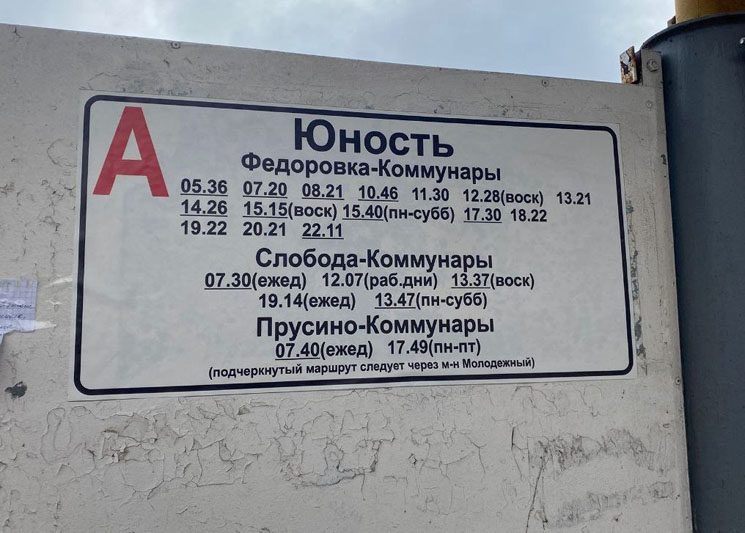 А
Юность
Федоровка-Коммунары
05.36 07.20 08.21 10.46 11.30 12.28(воск) 13.21
14.26 15.15(воск) 15.40(пн-субб) 17.30 18.22
19.22 20.21 22.11
Слобода-Коммунары
07.30(ежед) 12.07(раб.дни) 13.37(воск)
19.14(ежед) 13.47(пн-субб)
Прусино-Коммунары
07.40(ежед) 17.49(пн-пт)
(подчеркнутый маршрут следует через м-н Молодежный)